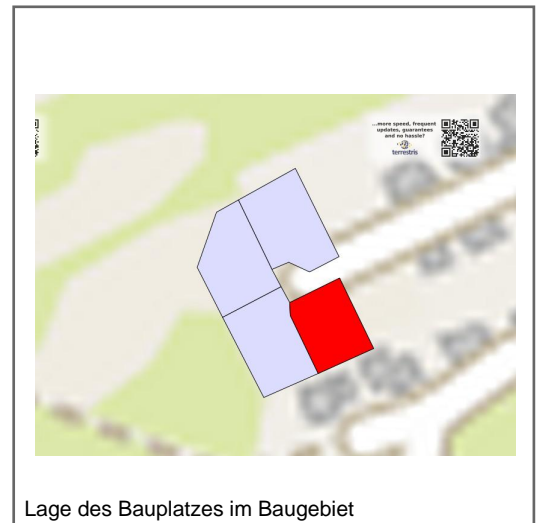 ...more speed, frequent
updates, guarantees
and no hassle?
terrestris
Lage des Bauplatzes im Baugebiet